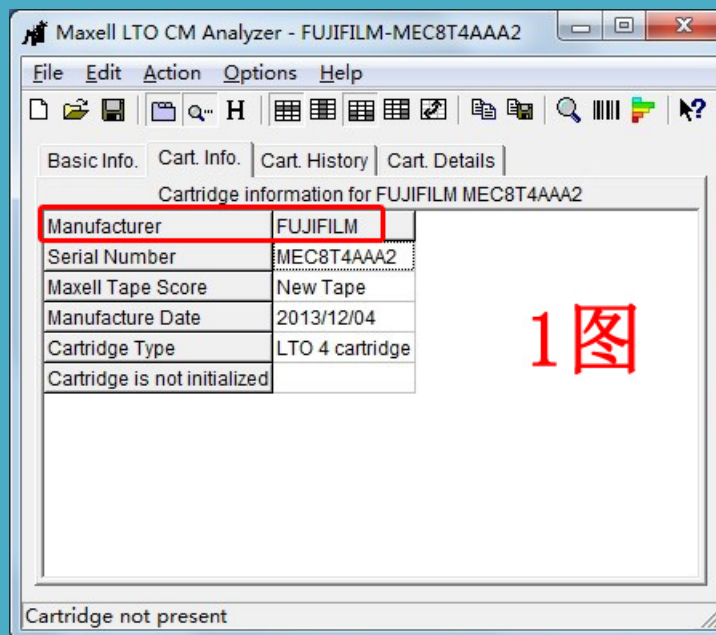 Maxell LTO CM Analyzer - FUJIFILM-MEC8T4AAA2
File Edit Action Options Help
H
Basic Info. Cart. Info. Cart. History Cart. Details
Cartridge information for FUJIFILM MEC8T4AAA2
Manufacturer FUJIFILM
Serial Number MEC8T4AAA2
Maxell Tape Score New Tape
Manufacture Date 2013/12/04
Cartridge Type LTO 4 cartridge
Cartridge is not initialized
1图
Cartridge not present